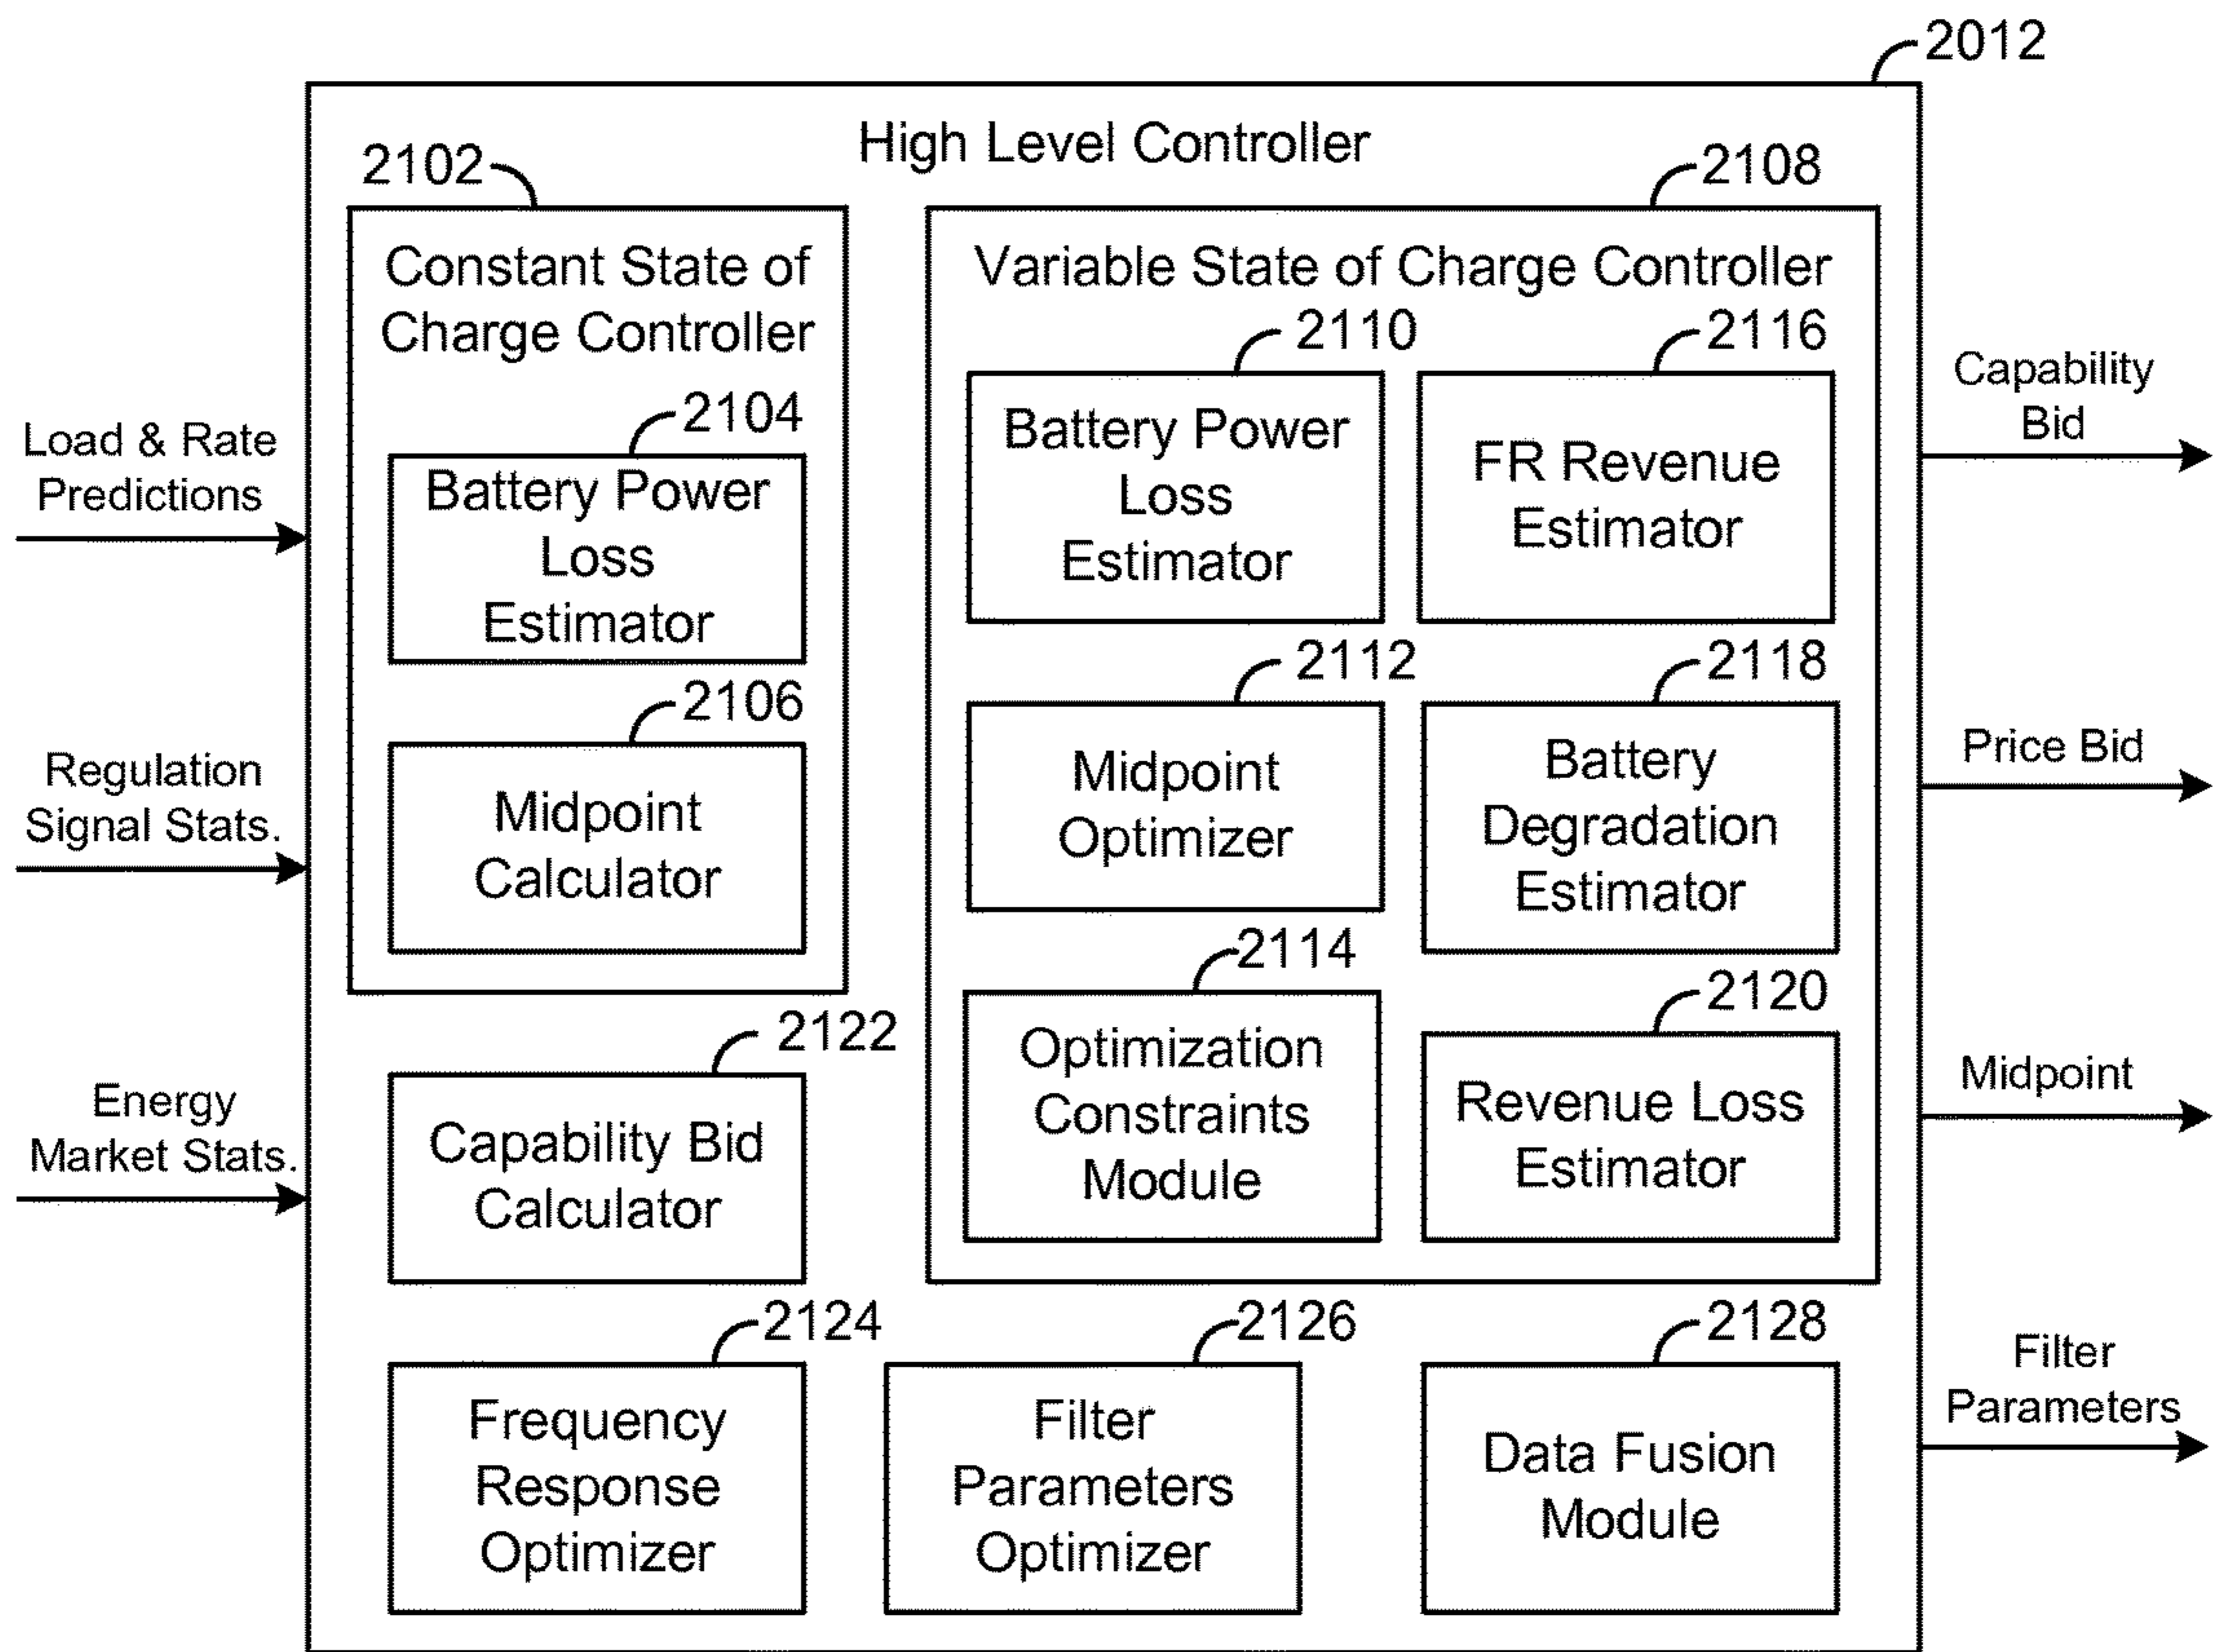 2012
High Level Controller
2102
2108
Constant State of
Charge Controller
2104
Battery Power
Loss
Estimator
2106
Midpoint
Calculator
Variable State of Charge Controller
2110
Battery Power
Loss
Estimator
2116
FR Revenue
Estimator
2112
Midpoint
Optimizer
2118
Battery
Degradation
Estimator
2114
Optimization
Constraints
Module
2120
Revenue Loss
Estimator
2122
Capability Bid
Calculator
2124
Frequency
Response
Optimizer
2126
Filter
Parameters
Optimizer
2128
Data Fusion
Module
Load & Rate
Predictions
Regulation
Signal Stats.
Energy
Market Stats.
Capability
Bid
Price Bid
Midpoint
Filter
Parameters